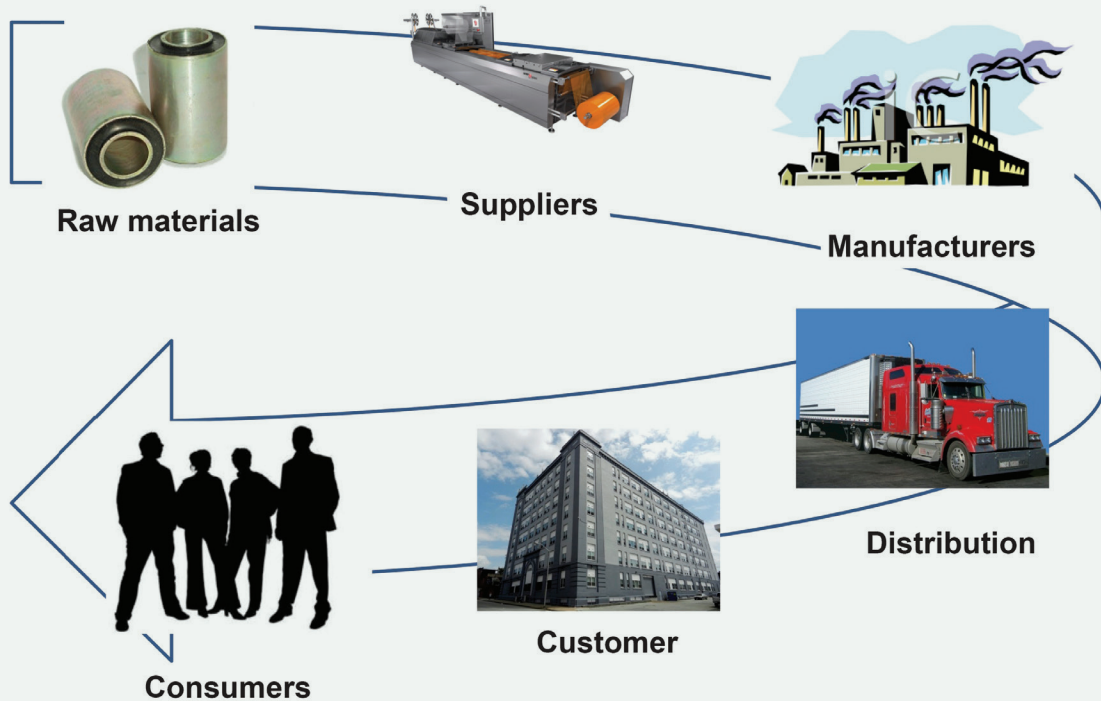 Raw materials
Suppliers
Manufacturers
Distribution
Customer
Consumers